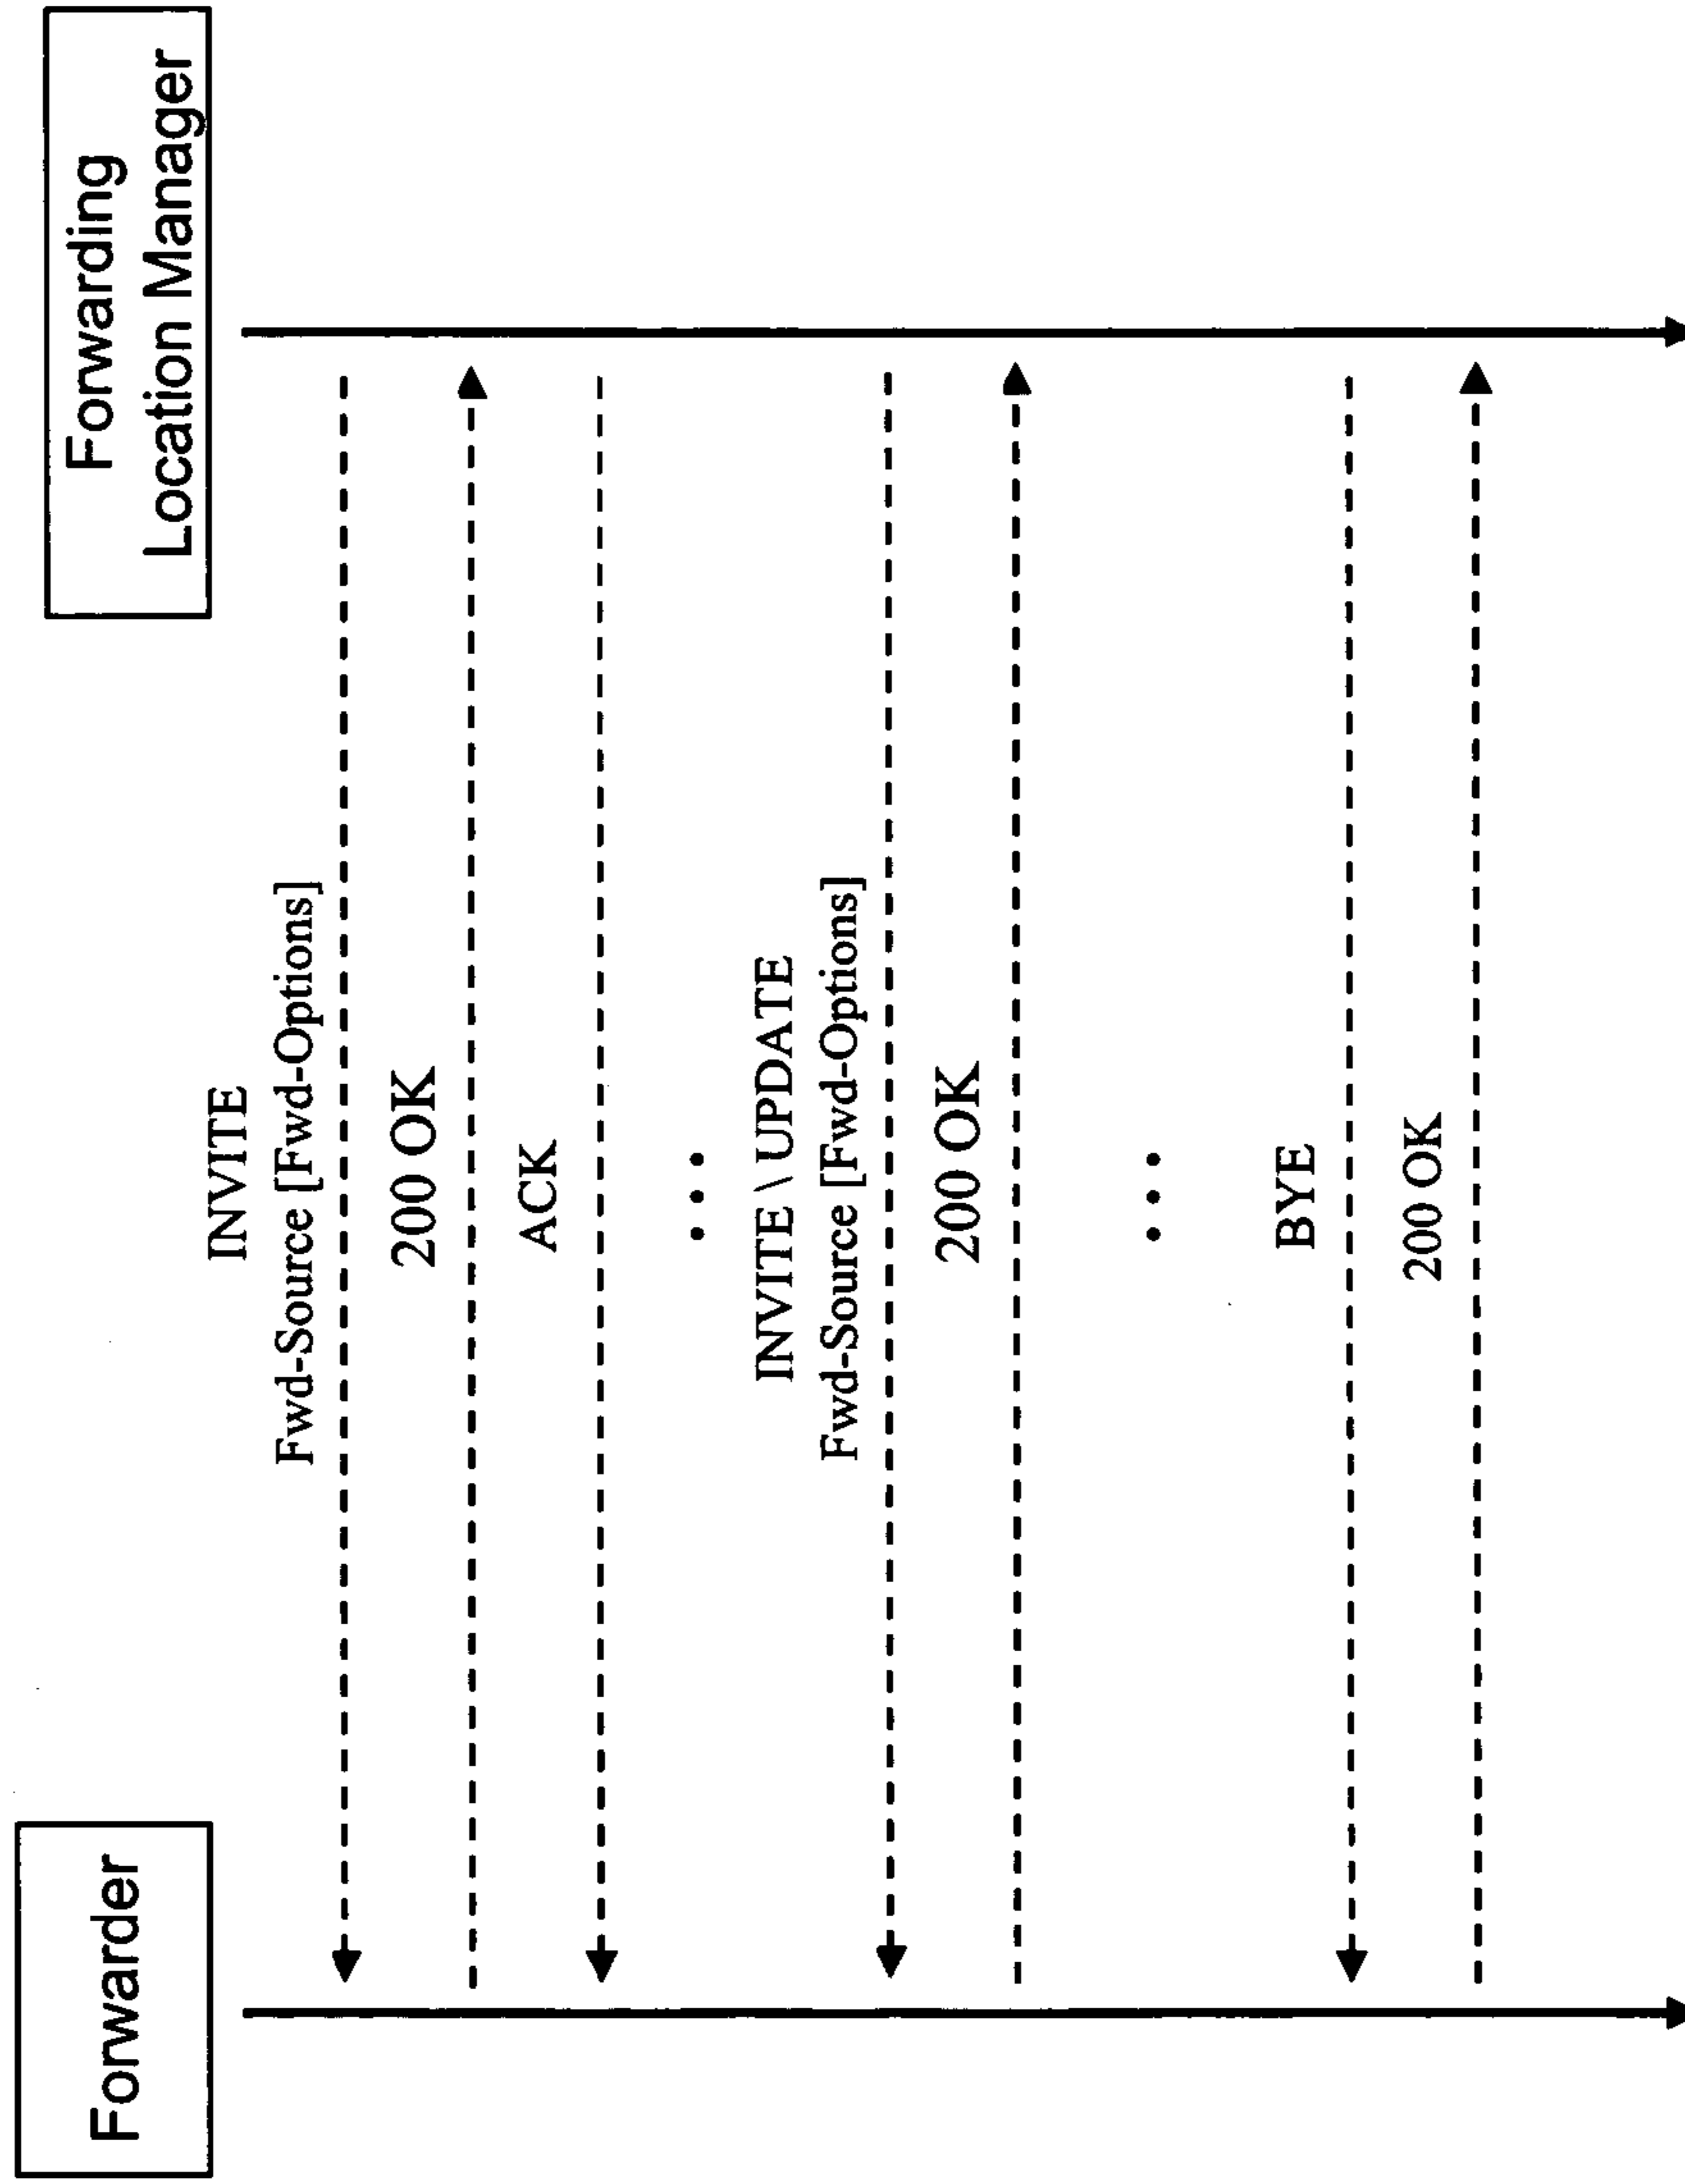 Forwarder
Forwarding
Location Manager
INVITE
Fwd-Source [Fwd-Options]
200 OK
ACK
...
INVITE \ UPDATE
Fwd-Source [Fwd-Options]
200 OK
...
BYE
200 OK